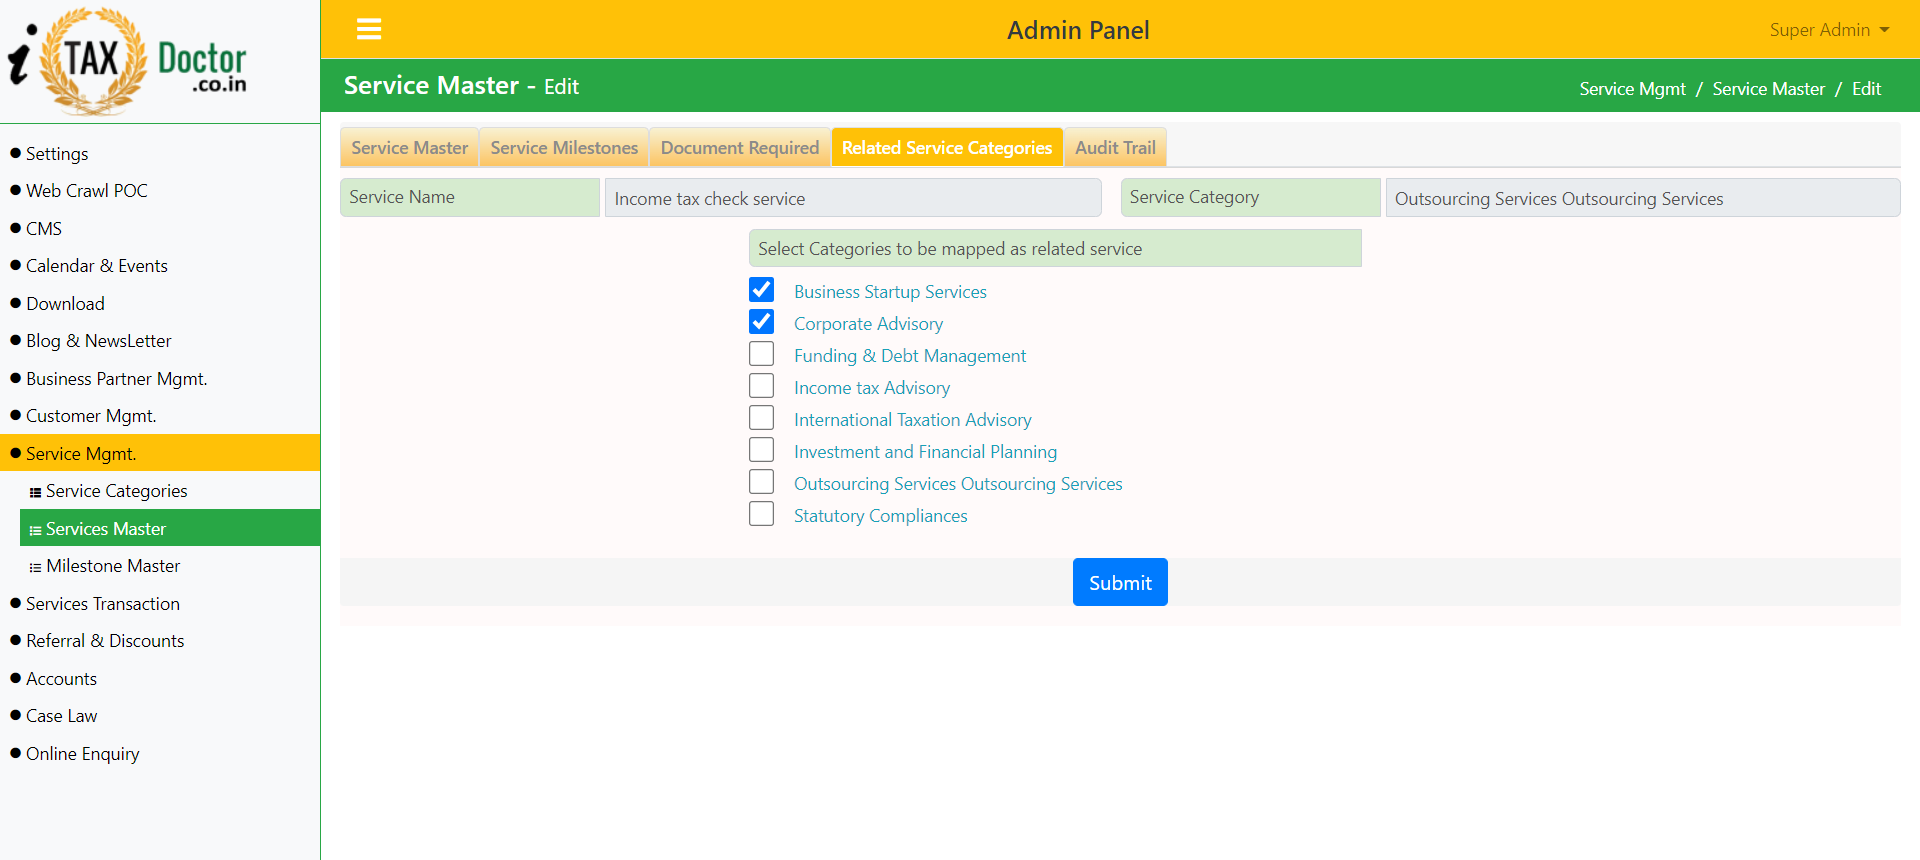 i TAX Doctor
.co.in
Admin Panel
Super Admin
Service Master - Edit
Service Mgmt / Service Master / Edit
Settings
Web Crawl POC
CMS
Calendar & Events
Download
Blog & NewsLetter
Business Partner Mgmt.
Customer Mgmt.
Service Mgmt.
Service Categories
Services Master
Milestone Master
Services Transaction
Referral & Discounts
Accounts
Case Law
Online Enquiry
Service Master Service Milestones Document Required Related Service Categories Audit Trail
Service Name Income tax check service Service Category Outsourcing Services Outsourcing Services
Select Categories to be mapped as related service
Business Startup Services
Corporate Advisory
Funding & Debt Management
Income tax Advisory
International Taxation Advisory
Investment and Financial Planning
Outsourcing Services Outsourcing Services
Statutory Compliances
Submit